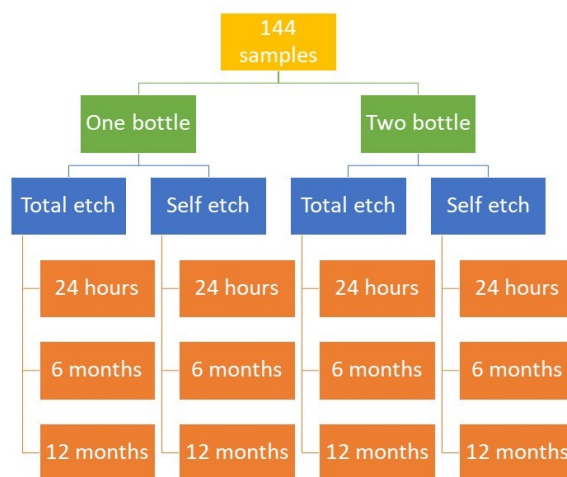 144
samples
One bottle
Two bottle
Total etch
Self etch
Total etch
Self etch
24 hours
24 hours
24 hours
24 hours
6 months
6 months
6 months
6 months
12 months
12 months
12 months
12 months